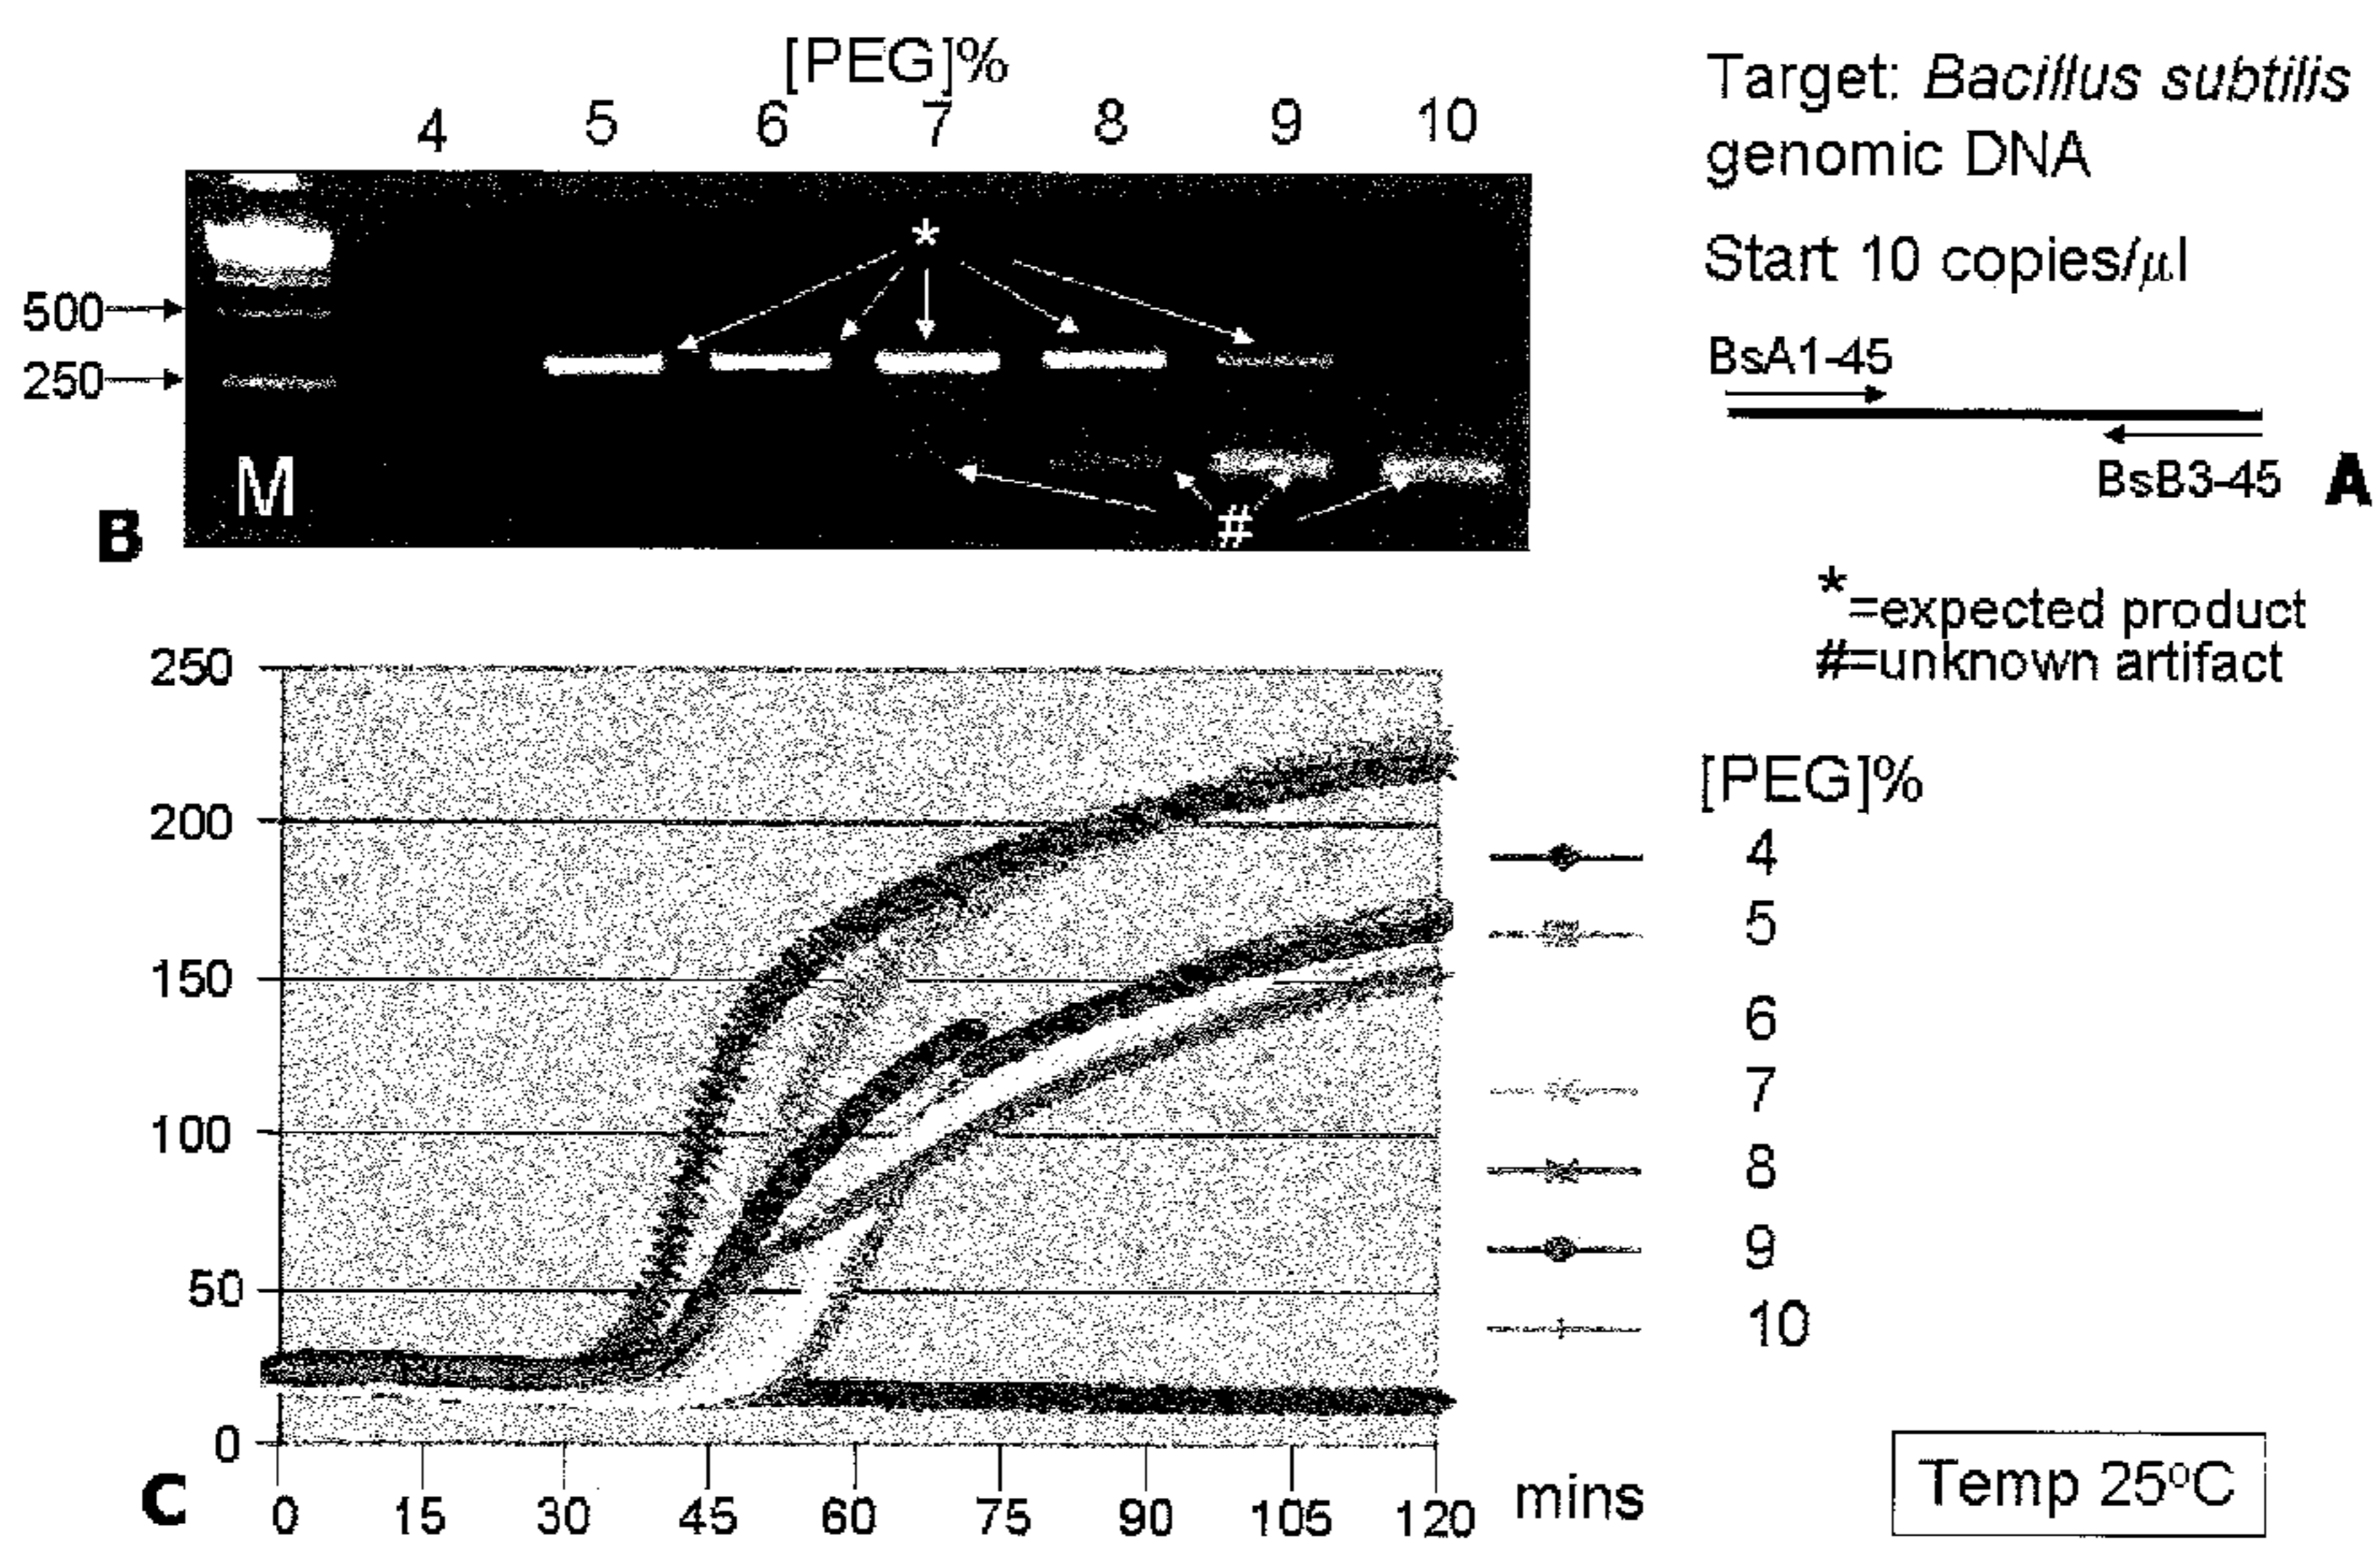 [PEG]%
4 5 6 7 8 9 10
*
500
250
M
#
B
Target: Bacillus subtilis
genomic DNA
Start 10 copies/μl
BsA1-45
BsB3-45
A
*=expected product
#=unknown artifact
250
200
150
100
50
0
0 15 30 45 60 75 90 105 120 mins
C
[PEG]%
4
5
6
7
8
9
10
Temp 25°C